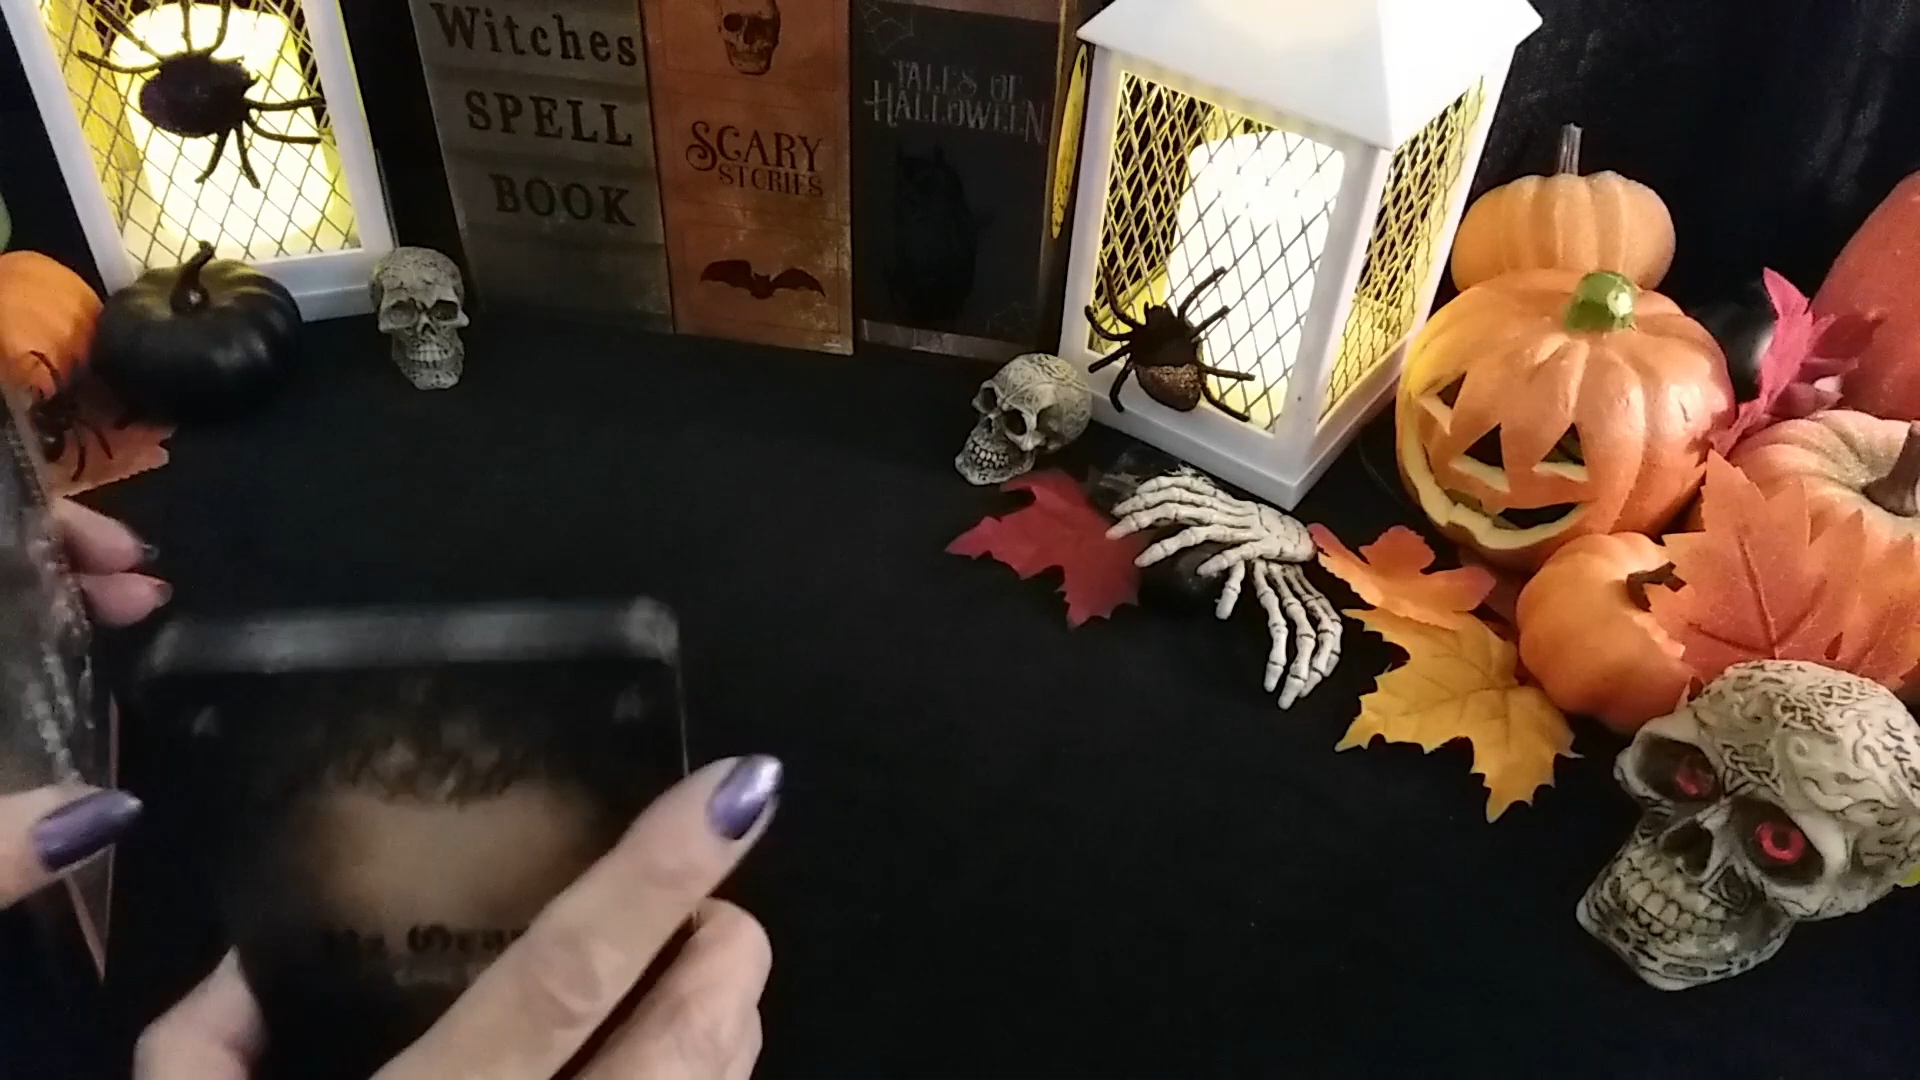 Witches
SPELL
BOOK
SCARY
STORIES
TALES OF
HALLOWEEN